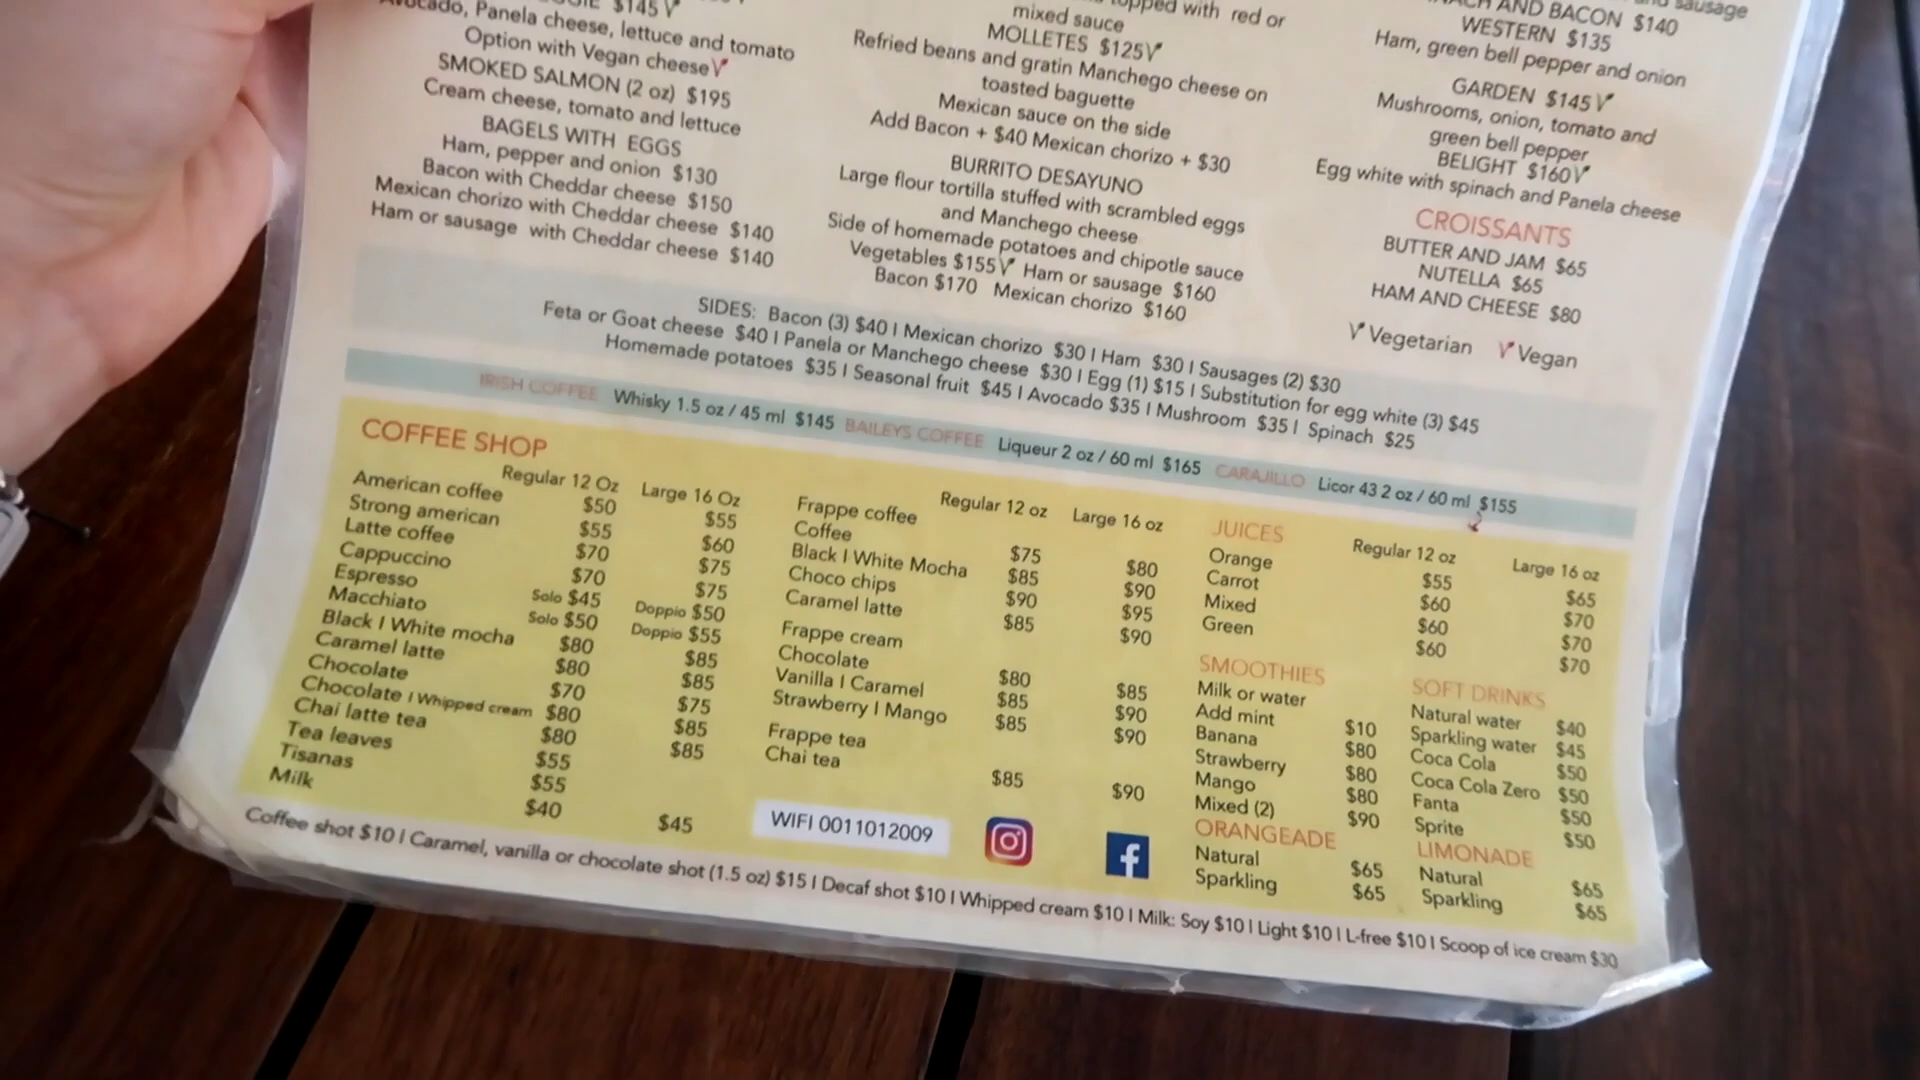 $145
Avocado, Panela cheese, lettuce and tomato
Option with Vegan cheese
SMOKED SALMON (2 oz) $195
Cream cheese, tomato and lettuce
BAGELS WITH EGGS
Ham, pepper and onion $130
Bacon with Cheddar cheese $150
Mexican chorizo with Cheddar cheese $140
Ham or sausage with Cheddar cheese $140
topped with red or
mixed sauce
MOLLETES $125
Refried beans and gratin Manchego cheese on
toasted baguette
Mexican sauce on the side
Add Bacon + $40 Mexican chorizo + $30
BURRITO DESAYUNO
Large flour tortilla stuffed with scrambled eggs
and Manchego cheese
Side of homemade potatoes and chipotle sauce
Vegetables $155 Ham or sausage $160
Bacon $170 Mexican chorizo $160
sausage
AND BACON $140
WESTERN $135
Ham, green bell pepper and onion
GARDEN $145
Mushrooms, onion, tomato and
green bell pepper
BELIGHT $160
Egg white with spinach and Panela cheese
CROISSANTS
BUTTER AND JAM $65
NUTELLA $65
HAM AND CHEESE $80
Vegetarian Vegan
SIDES: Bacon (3) $40 I Mexican chorizo $30 I Ham $30 I Sausages (2) $30
Feta or Goat cheese $40 I Panela or Manchego cheese $30 I Egg (1) $15 I Substitution for egg white (3) $45
Homemade potatoes $35 I Seasonal fruit $45 I Avocado $35 I Mushroom $35 I Spinach $25
IRISH COFFEE Whisky 1.5 oz / 45 ml $145 BAILEYS COFFEE Liqueur 2 oz / 60 ml $165 CARAJILLO Licor 43 2 oz / 60 ml $155
COFFEE SHOP
Regular 12 Oz Large 16 Oz
American coffee $50 $55
Strong american $55 $60
Latte coffee $70 $75
Cappuccino $70 $75
Espresso Solo $45 Doppio $50
Macchiato Solo $50 Doppio $55
Black I White mocha $80 $85
Caramel latte $80 $85
Chocolate $70 $75
Chocolate I Whipped cream $80 $85
Chai latte tea $80 $85
Tea leaves $55
Tisanas $55
Milk $40 $45
Regular 12 oz Large 16 oz
Frappe coffee
Coffee $75 $80
Black I White Mocha $85 $90
Choco chips $90 $95
Caramel latte $85 $90
Frappe cream
Chocolate $80 $85
Vanilla I Caramel $85 $90
Strawberry I Mango $85 $90
Frappe tea
Chai tea $85 $90
WIFI 0011012009
JUICES Regular 12 oz Large 16 oz
Orange $55 $65
Carrot $60 $70
Mixed $60 $70
Green $60 $70
SMOOTHIES
Milk or water
Add mint $10
Banana $80
Strawberry $80
Mango $80
Mixed (2) $90
ORANGEADE
Natural $65
Sparkling $65
SOFT DRINKS
Natural water $40
Sparkling water $45
Coca Cola $50
Coca Cola Zero $50
Fanta $50
Sprite $50
LIMONADE
Natural $65
Sparkling $65
Coffee shot $10 I Caramel, vanilla or chocolate shot (1.5 oz) $15 I Decaf shot $10 I Whipped cream $10 I Milk: Soy $10 I Light $10 I L-free $10 I Scoop of ice cream $30